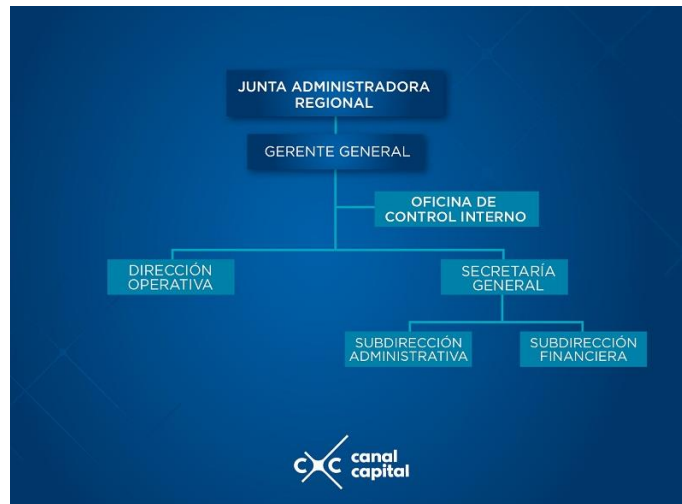 JUNTA ADMINISTRADORA
REGIONAL
GERENTE GENERAL
OFICINA DE
CONTROL INTERNO
DIRECCIÓN
OPERATIVA
SECRETARÍA
GENERAL
SUBDIRECCIÓN
ADMINISTRATIVA
SUBDIRECCIÓN
FINANCIERA
cxc canal
capital